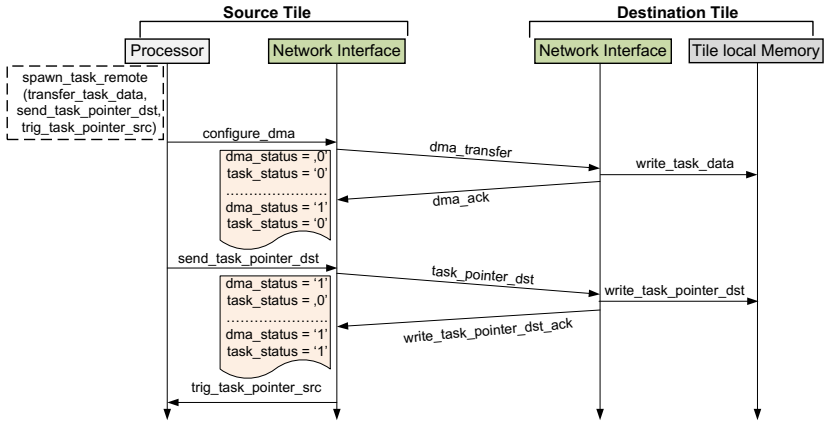 Source Tile
Destination Tile
Processor
Network Interface
Network Interface
Tile local Memory
spawn_task_remote
(transfer_task_data,
send_task_pointer_dst,
trig_task_pointer_src)
configure_dma
dma_transfer
write_task_data
dma_status = ‚0’
task_status = ‘0’
.....................
dma_status = ‘1’
task_status = ‘0’
dma_ack
send_task_pointer_dst
task_pointer_dst
write_task_pointer_dst
dma_status = ‘1’
task_status = ‚0’
.....................
dma_status = ‘1’
task_status = ‘1’
write_task_pointer_dst_ack
trig_task_pointer_src